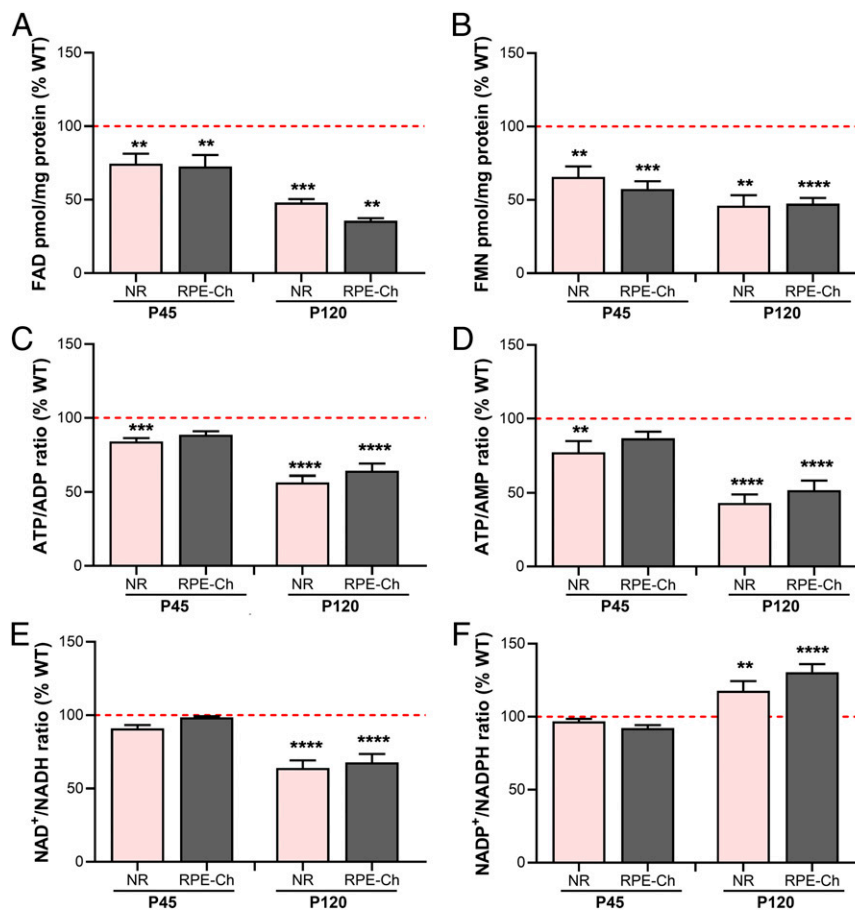 A
FAD pmol/mg protein (% WT)
150
100
50
0
** ** *** **
NR RPE-Ch NR RPE-Ch
P45 P120
B
FMN pmol/mg protein (% WT)
150
100
50
0
** *** ** ****
NR RPE-Ch NR RPE-Ch
P45 P120
C
ATP/ADP ratio (% WT)
150
100
50
0
*** **** ****
NR RPE-Ch NR RPE-Ch
P45 P120
D
ATP/AMP ratio (% WT)
150
100
50
0
** **** ****
NR RPE-Ch NR RPE-Ch
P45 P120
E
NAD⁺/NADH ratio (% WT)
150
100
50
0
**** ****
NR RPE-Ch NR RPE-Ch
P45 P120
F
NADP⁺/NADPH ratio (% WT)
150
100
50
0
** ****
NR RPE-Ch NR RPE-Ch
P45 P120